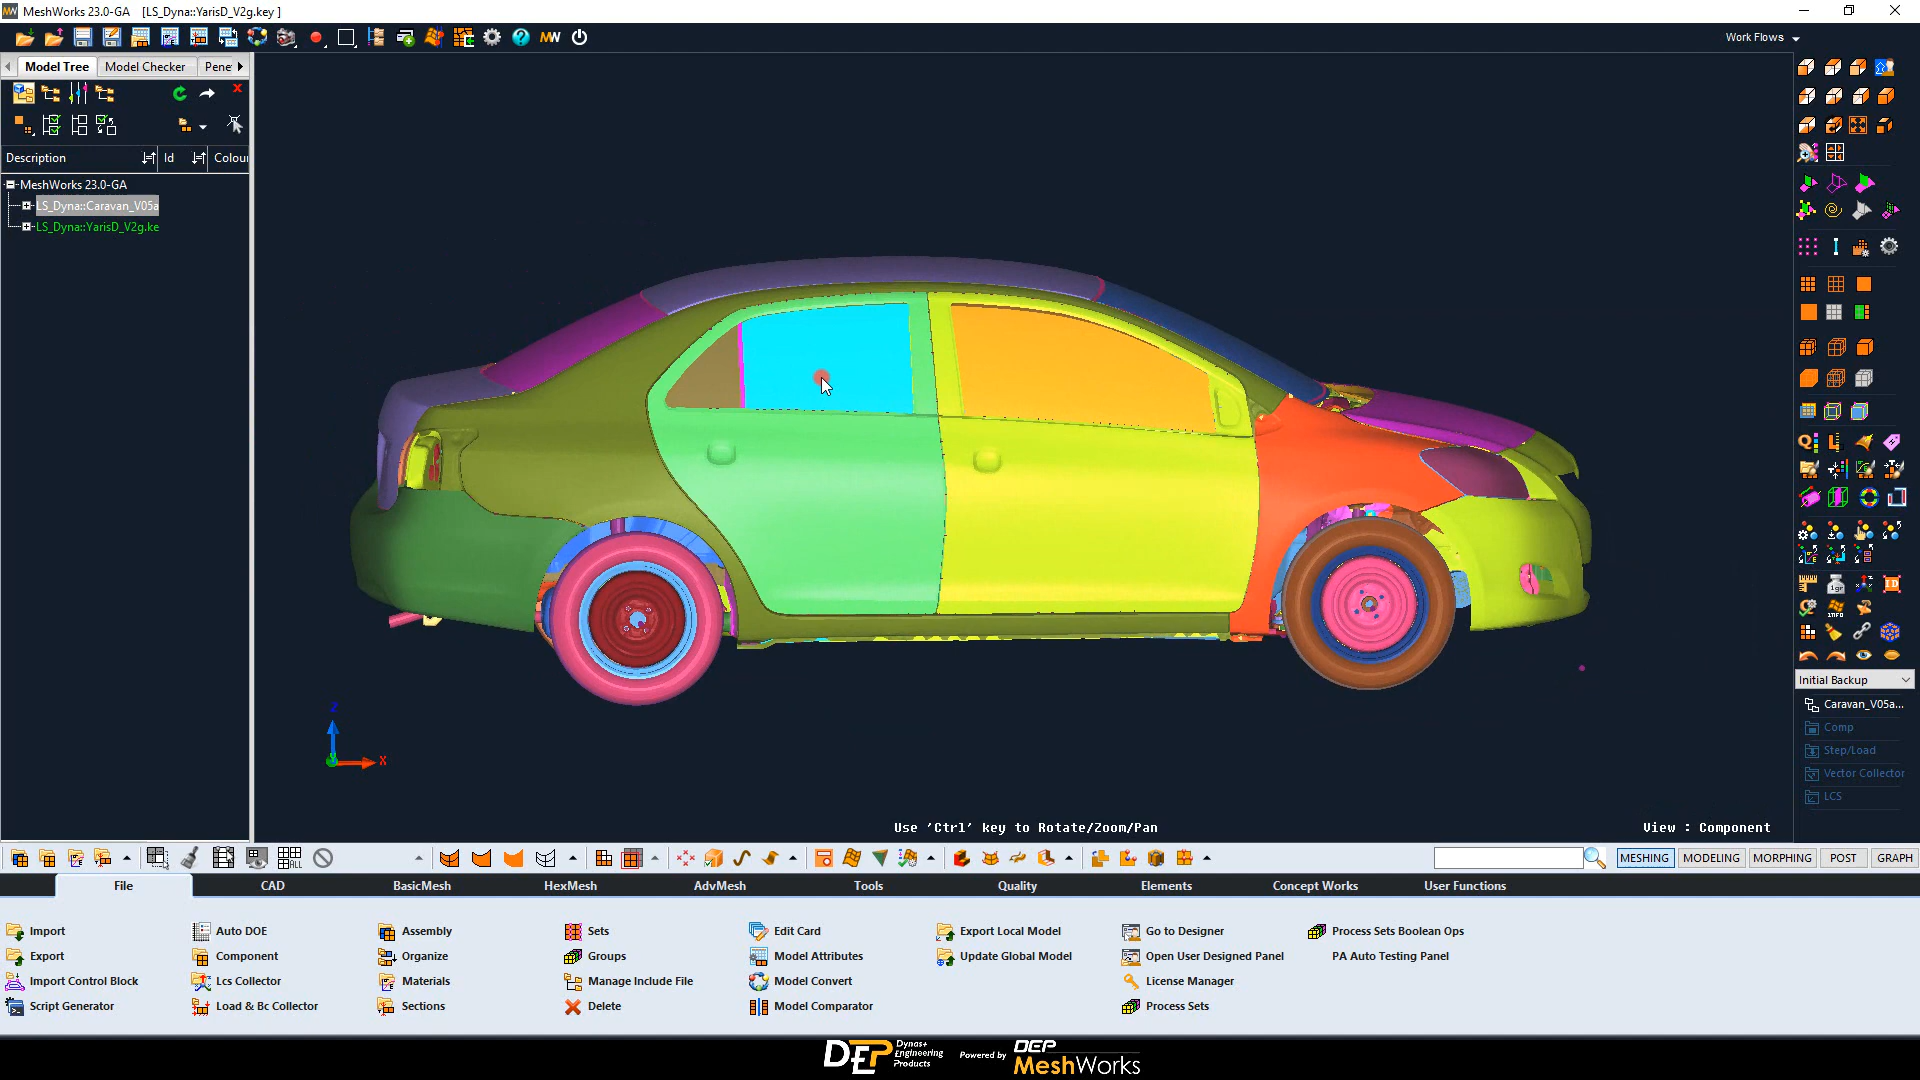 MeshWorks 23.0-GA [LS_Dyna::YarisD_V2g.key ]
Work Flows
Model Tree
Model Checker
Pene
Description
Id
Colour
MeshWorks 23.0-GA
LS_Dyna::Caravan_V05a
LS_Dyna::YarisD_V2g.ke
Z
X
Use 'Ctrl' key to Rotate/Zoom/Pan
View : Component
Initial Backup
Caravan_V05a...
Comp
Step/Load
Vector Collector
LCS
MESHING
MODELING
MORPHING
POST
GRAPH
File
CAD
BasicMesh
HexMesh
AdvMesh
Tools
Quality
Elements
Concept Works
User Functions
Import
Auto DOE
Assembly
Sets
Edit Card
Export Local Model
Go to Designer
Process Sets Boolean Ops
Export
Component
Organize
Groups
Model Attributes
Update Global Model
Open User Designed Panel
PA Auto Testing Panel
Import Control Block
Lcs Collector
Materials
Manage Include File
Model Convert
License Manager
Script Generator
Load & Bc Collector
Sections
Delete
Model Comparator
Process Sets
DEP Dynas+ Engineering Products
Powered by
DEP MeshWorks